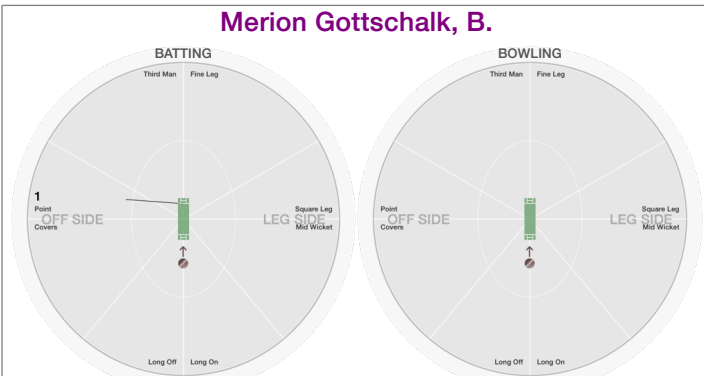 Merion Gottschalk, B.
BATTING
Third Man
Fine Leg
1
Point
OFF SIDE
Covers
Square Leg
LEG SIDE
Mid Wicket
Long Off
Long On
BOWLING
Third Man
Fine Leg
Point
OFF SIDE
Covers
Square Leg
LEG SIDE
Mid Wicket
Long Off
Long On